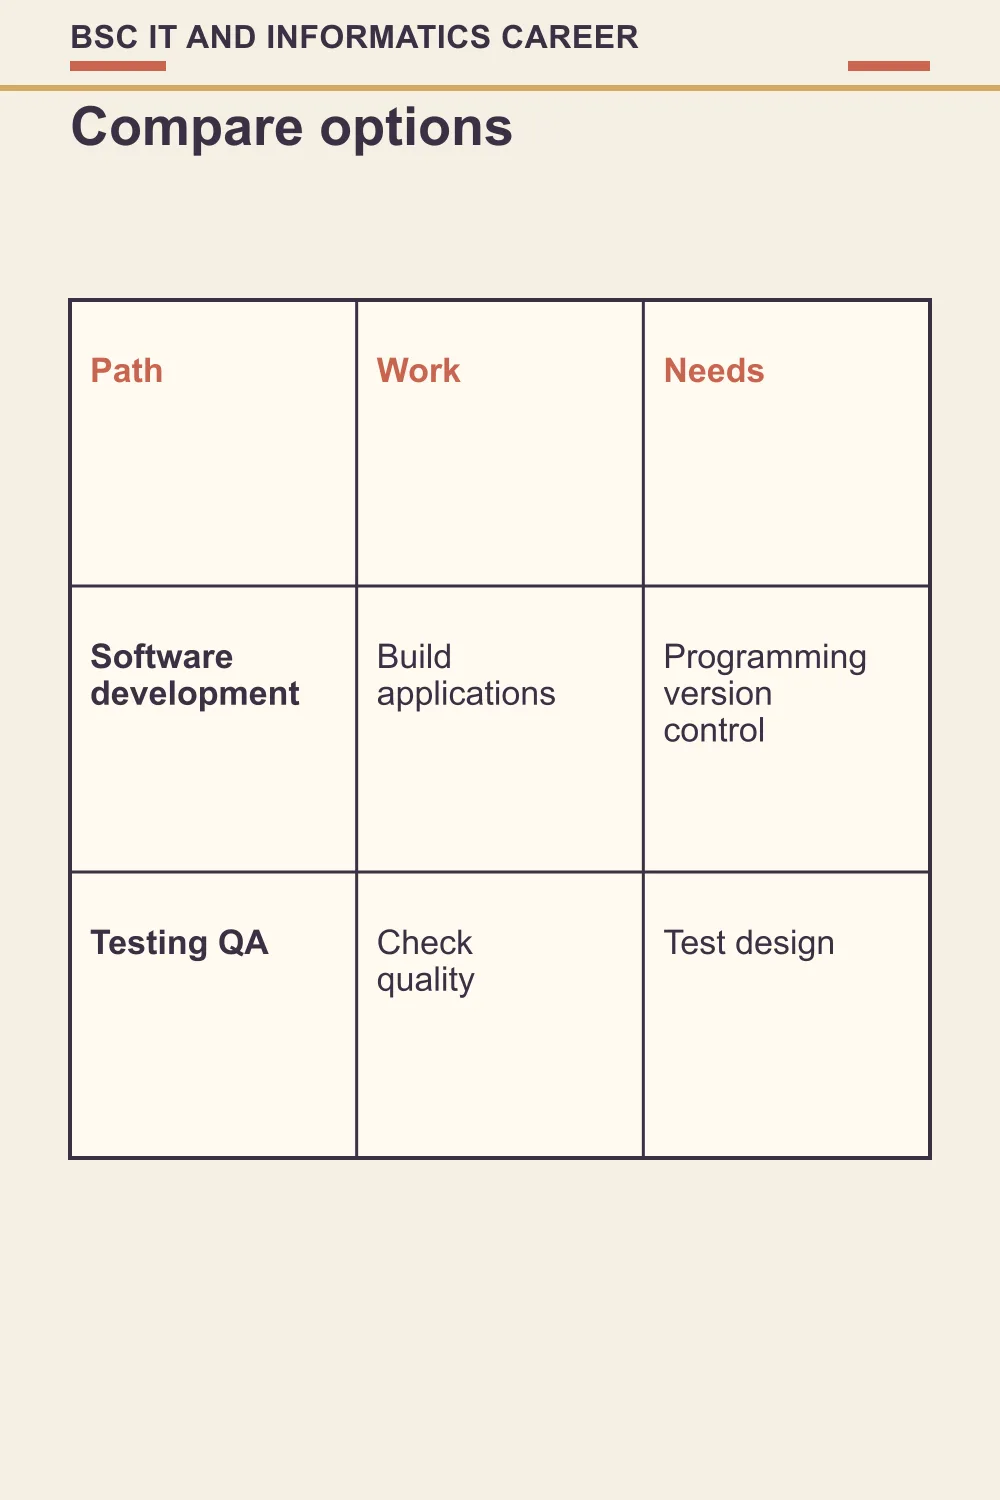 BSC IT AND INFORMATICS CAREER
Compare options
Path
Work
Needs
Software
development
Build
applications
Programming
version
control
Testing QA
Check
quality
Test design